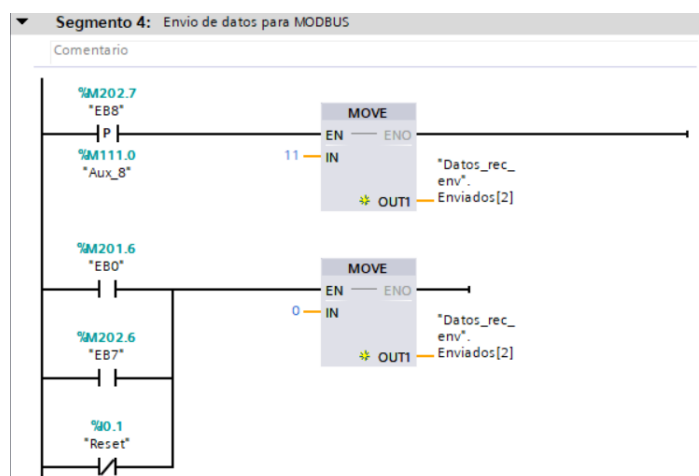 Segmento 4: Envio de datos para MODBUS
Comentario
%M202.7
"EB8"
P
%M111.0
"Aux_8"
MOVE
EN ENO
11 IN
OUT1
"Datos_rec_
env".
Enviados[2]
%M201.6
"EB0"
%M202.6
"EB7"
%I0.1
"Reset"
MOVE
EN ENO
0 IN
OUT1
"Datos_rec_
env".
Enviados[2]